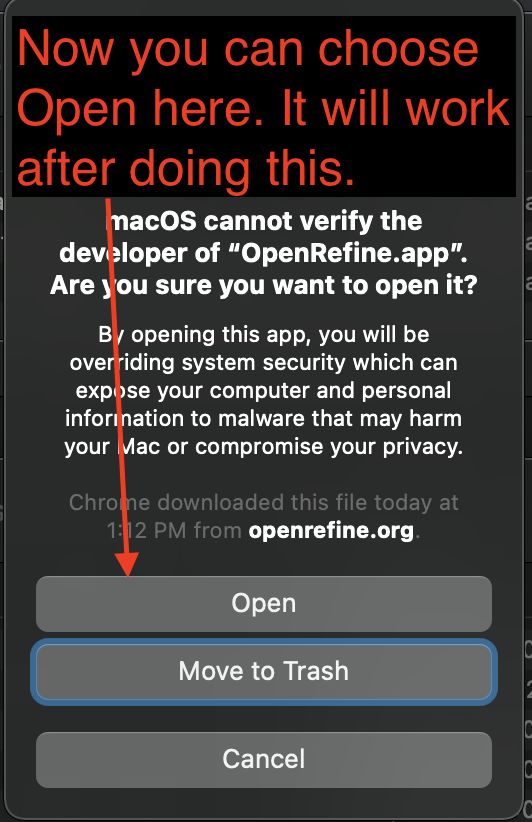 Now you can choose
Open here. It will work
after doing this.
macOS cannot verify the
developer of “OpenRefine.app”.
Are you sure you want to open it?
By opening this app, you will be
overriding system security which can
expose your computer and personal
information to malware that may harm
your Mac or compromise your privacy.
Chrome downloaded this file today at
1:12 PM from openrefine.org.
Open
Move to Trash
Cancel